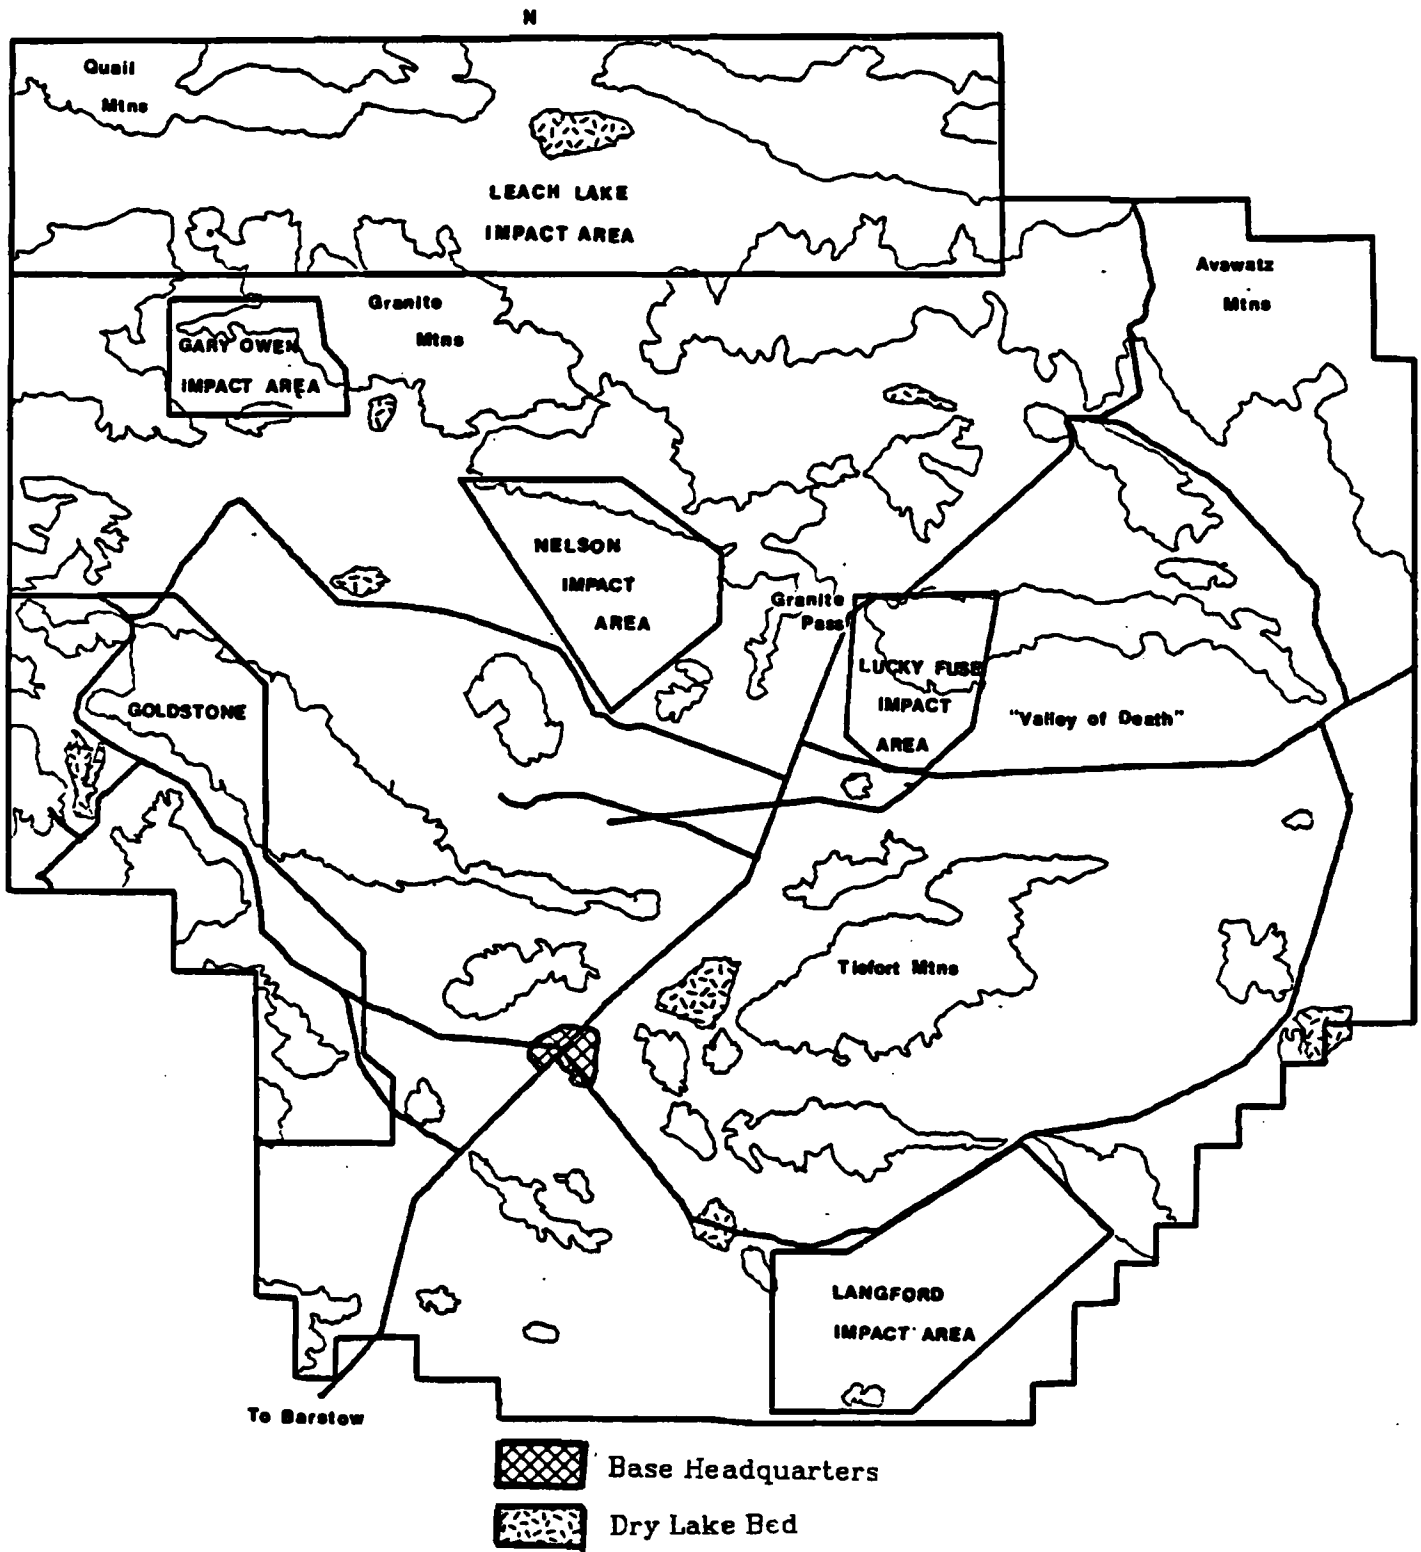 N
Quail
Mtns
LEACH LAKE
IMPACT AREA
Avawatz
Mtns
Granite
Mtns
GARY OWEN
IMPACT AREA
NELSON
IMPACT
AREA
Granite
Pass
LUCKY FUSE
IMPACT
AREA
GOLDSTONE
"Valley of Death"
Tiefort Mtns
LANGFORD
IMPACT AREA
To Barstow
Base Headquarters
Dry Lake Bed